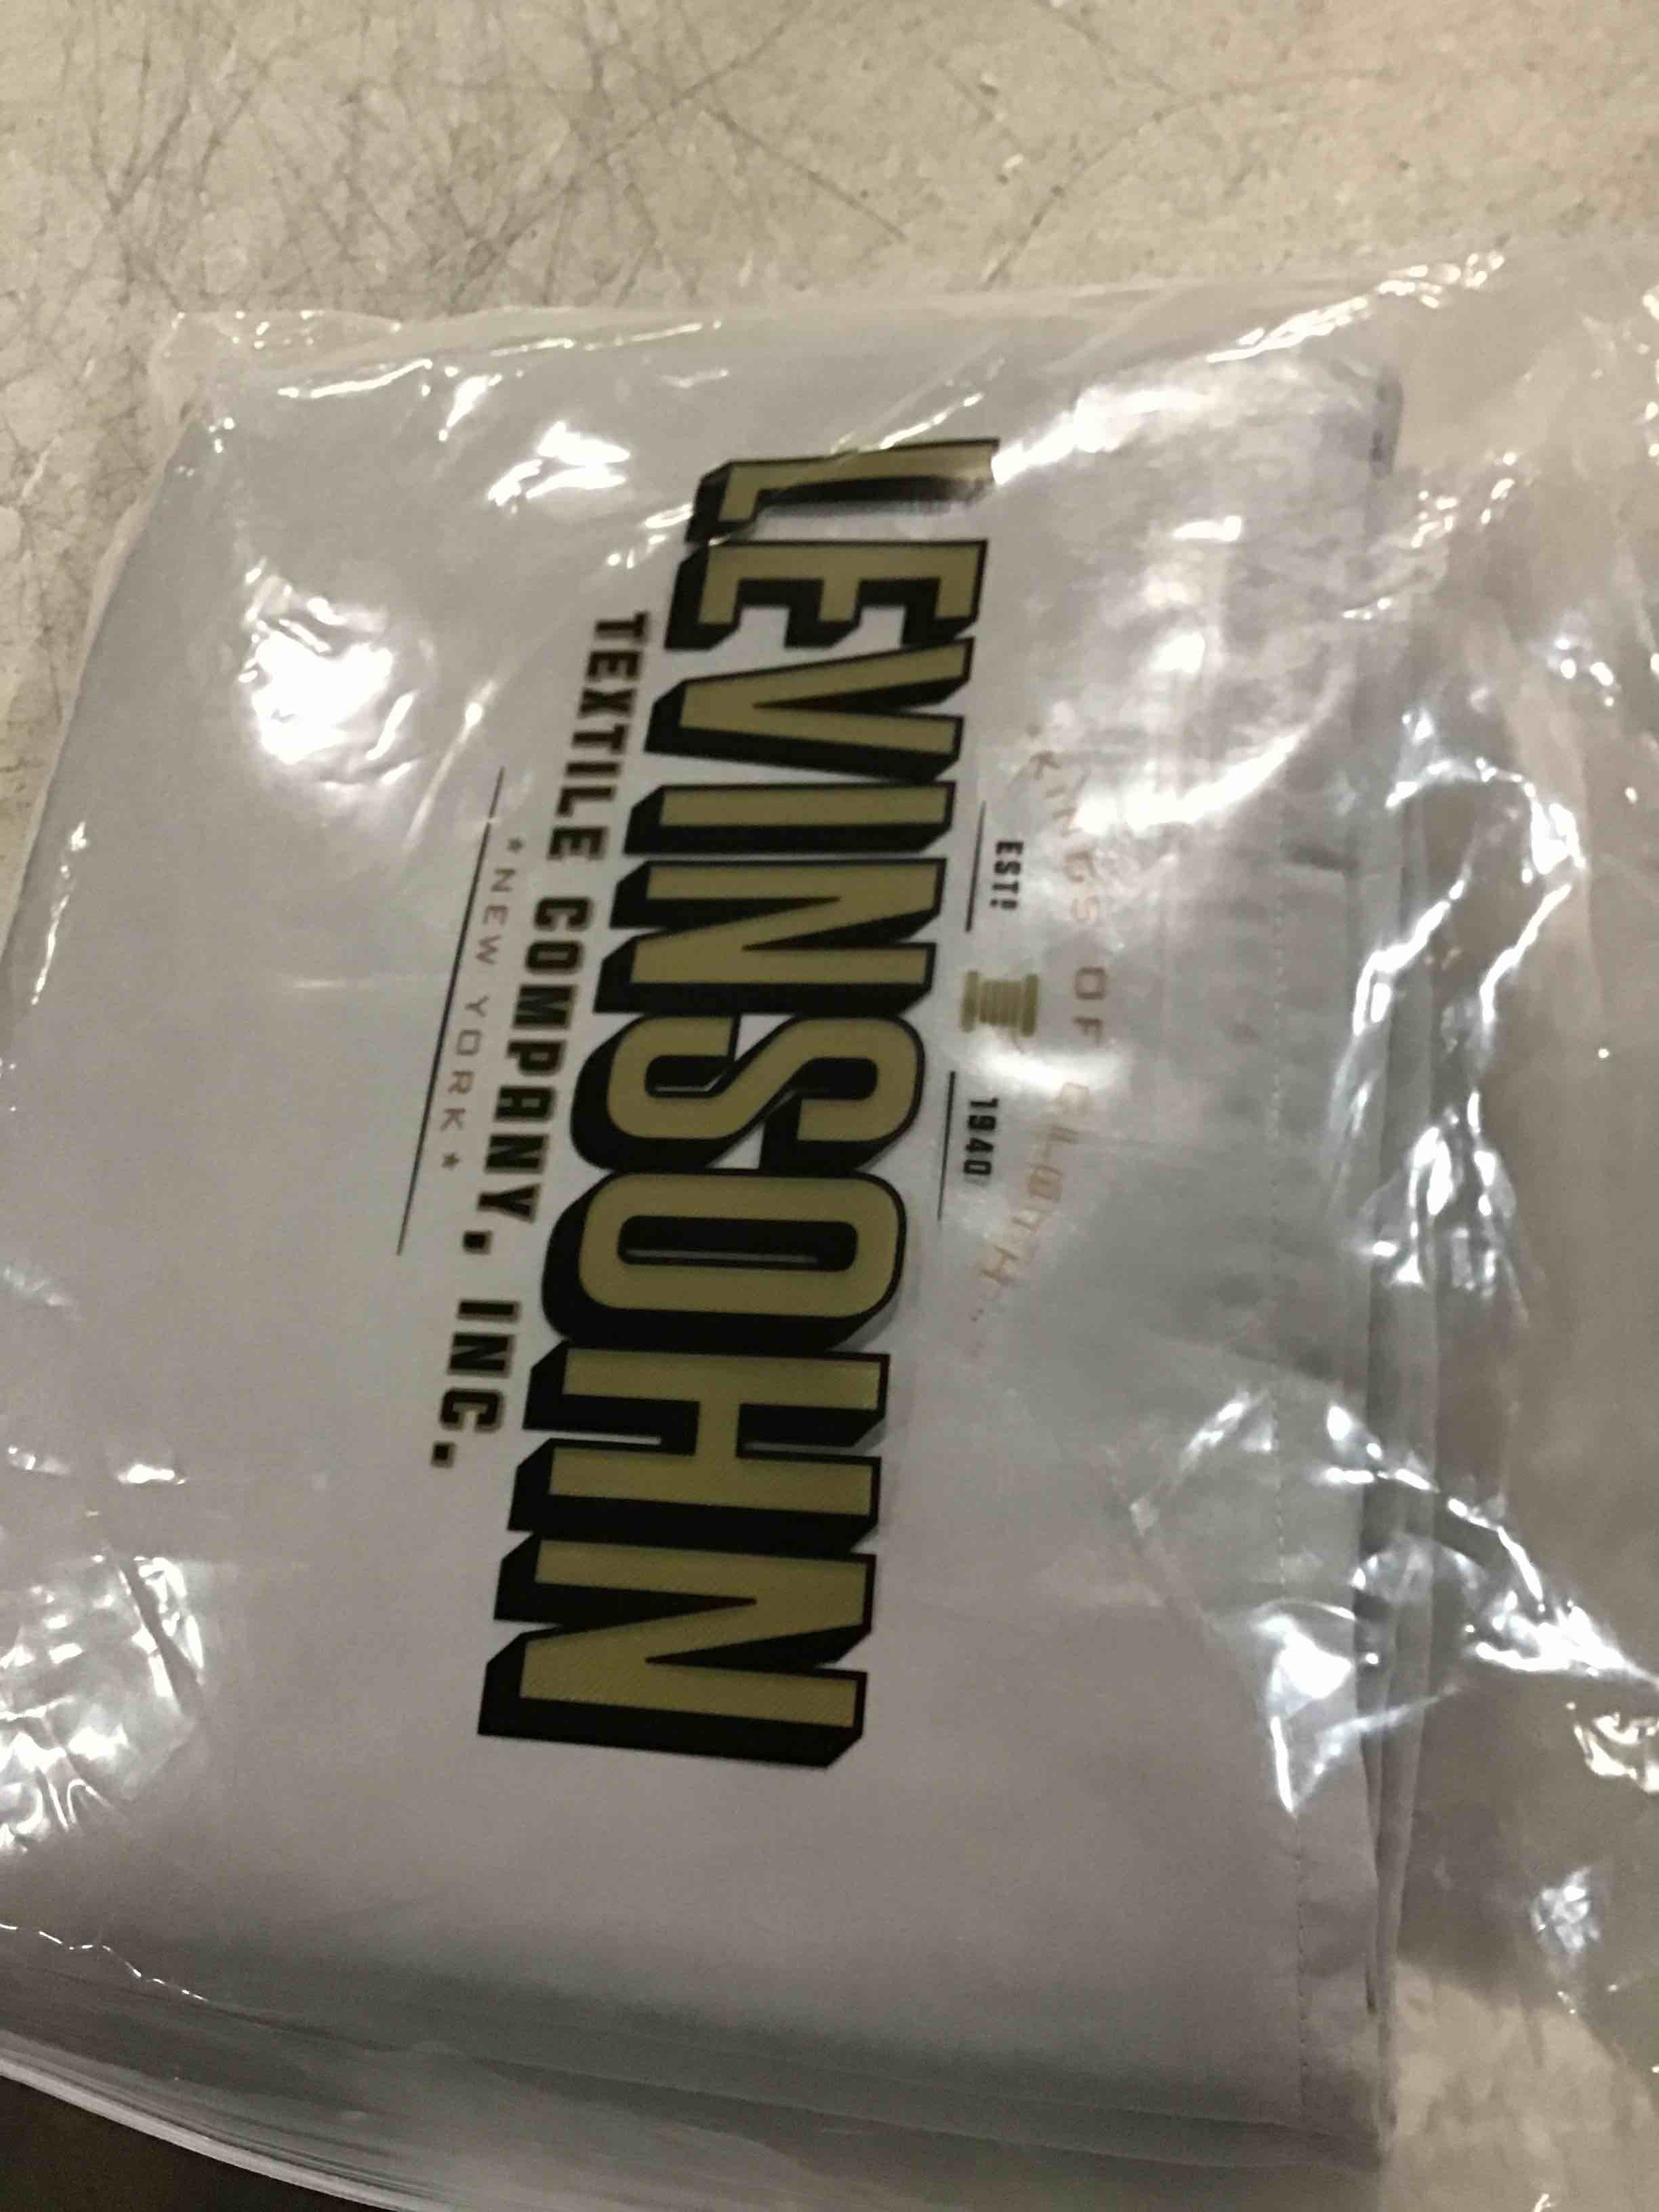 KINGS OF CLOTH
EST! 1940
LEVINSOHN
TEXTILE COMPANY, INC.
*NEW YORK*